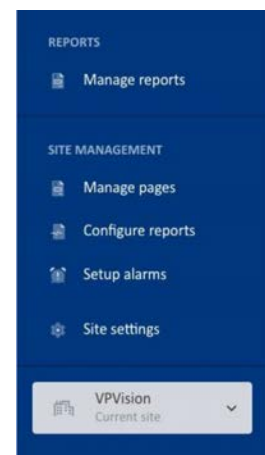 REPORTS
Manage reports
SITE MANAGEMENT
Manage pages
Configure reports
Setup alarms
Site settings
VPVision
Current site